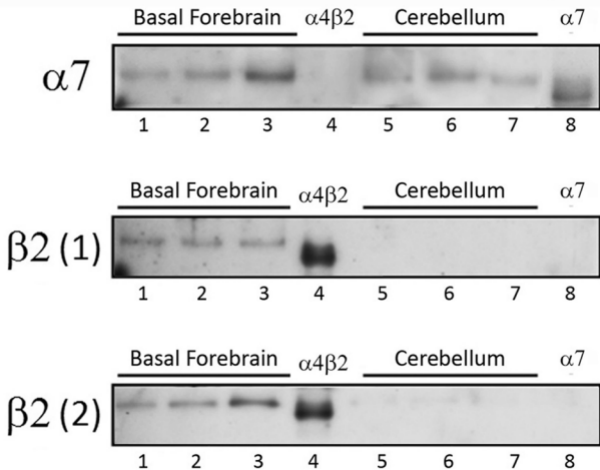 Basal Forebrain α4β2 Cerebellum α7
α7
1 2 3 4 5 6 7 8
Basal Forebrain α4β2 Cerebellum α7
β2 (1)
1 2 3 4 5 6 7 8
Basal Forebrain α4β2 Cerebellum α7
β2 (2)
1 2 3 4 5 6 7 8